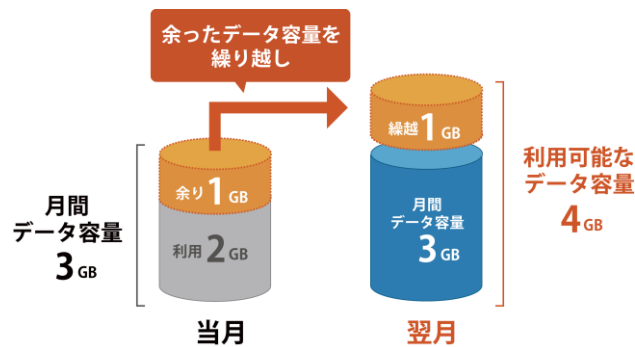 余ったデータ容量を
繰り越し
繰越1GB
余り1GB
利用2GB
月間
データ容量
3GB
月間
データ容量
3GB
利用可能な
データ容量
4GB
当月
翌月